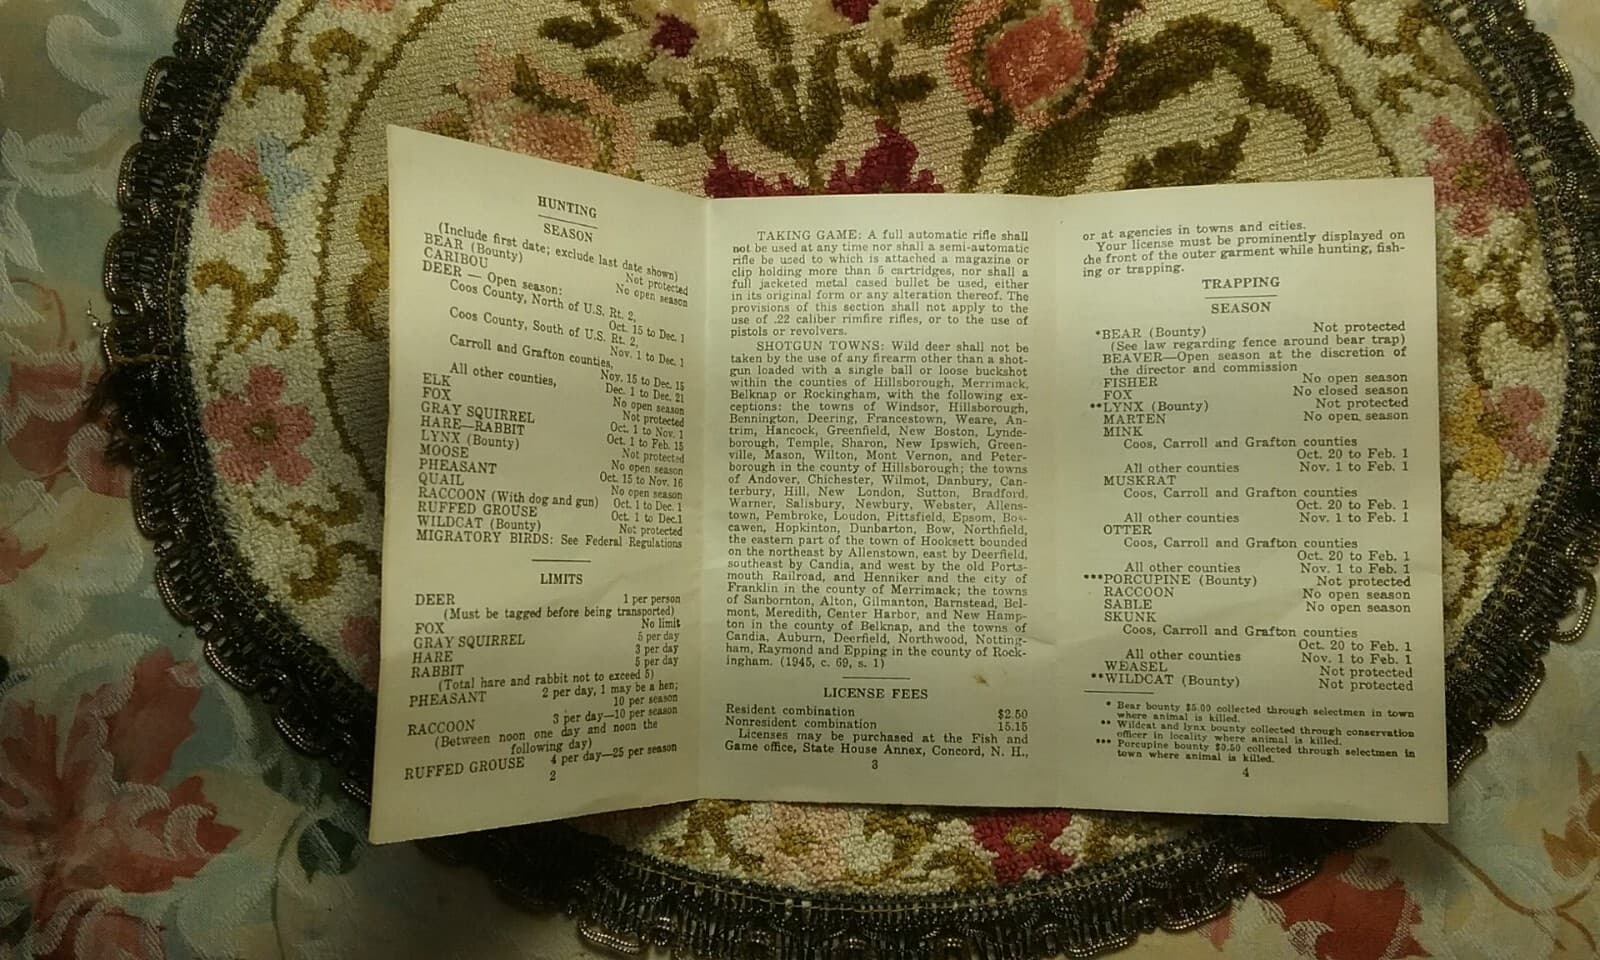 HUNTING
SEASON
(Include first date; exclude last date shown)
BEAR (Bounty) Not protected
CARIBOU No open season
DEER — Open season:
Coos County, North of U.S. Rt. 2,
Oct. 15 to Dec. 1
Coos County, South of U.S. Rt. 2,
Nov. 1 to Dec. 1
Carroll and Grafton counties,
Nov. 15 to Dec. 15
All other counties, Dec. 1 to Dec. 21
ELK No open season
FOX Not protected
GRAY SQUIRREL Oct. 1 to Nov. 1
HARE—RABBIT Oct. 1 to Feb. 15
LYNX (Bounty) Not protected
MOOSE No open season
PHEASANT Oct. 15 to Nov. 16
QUAIL No open season
RACCOON (With dog and gun) Oct. 1 to Dec. 1
RUFFED GROUSE Oct. 1 to Dec.1
WILDCAT (Bounty) Not protected
MIGRATORY BIRDS: See Federal Regulations
LIMITS
DEER 1 per person
(Must be tagged before being transported)
FOX No limit
GRAY SQUIRREL 5 per day
HARE 3 per day
RABBIT 5 per day
(Total hare and rabbit not to exceed 5)
PHEASANT 2 per day, 1 may be a hen;
10 per season
RACCOON 3 per day—10 per season
(Between noon one day and noon the
following day)
RUFFED GROUSE 4 per day—25 per season
2
TAKING GAME: A full automatic rifle shall
not be used at any time nor shall a semi-automatic
rifle be used to which is attached a magazine or
clip holding more than 5 cartridges, nor shall a
full jacketed metal cased bullet be used, either
in its original form or any alteration thereof. The
provisions of this section shall not apply to the
use of .22 caliber rimfire rifles, or to the use of
pistols or revolvers.
SHOTGUN TOWNS: Wild deer shall not be
taken by the use of any firearm other than a shot-
gun loaded with a single ball or loose buckshot
within the counties of Hillsborough, Merrimack,
Belknap or Rockingham, with the following ex-
ceptions: the towns of Windsor, Hillsborough,
Bennington, Deering, Francestown, Weare, An-
trim, Hancock, Greenfield, New Boston, Lynde-
borough, Temple, Sharon, New Ipswich, Green-
ville, Mason, Wilton, Mont Vernon, and Peter-
borough in the county of Hillsborough; the towns
of Andover, Chichester, Wilmot, Danbury, Can-
terbury, Hill, New London, Sutton, Bradford,
Warner, Salisbury, Newbury, Webster, Allens-
town, Pembroke, Loudon, Pittsfield, Epsom, Bos-
cawen, Hopkinton, Dunbarton, Bow, Northfield,
the eastern part of the town of Hooksett bounded
on the northeast by Allenstown, east by Deerfield,
southeast by Candia, and west by the old Ports-
mouth Railroad, and Henniker and the city of
Franklin in the county of Merrimack; the towns
of Sanbornton, Alton, Gilmanton, Barnstead, Bel-
mont, Meredith, Center Harbor, and New Hamp-
ton in the county of Belknap, and the towns of
Candia, Auburn, Deerfield, Northwood, Notting-
ham, Raymond and Epping in the county of Rock-
ingham. (1945, c. 69, s. 1)
LICENSE FEES
Resident combination $2.50
Nonresident combination 15.15
Licenses may be purchased at the Fish and
Game office, State House Annex, Concord, N. H.,
3
or at agencies in towns and cities.
Your license must be prominently displayed on
the front of the outer garment while hunting, fish-
ing or trapping.
TRAPPING
SEASON
*BEAR (Bounty) Not protected
(See law regarding fence around bear trap)
BEAVER—Open season at the discretion of
the director and commission
FISHER No open season
FOX No closed season
**LYNX (Bounty) Not protected
MARTEN No open season
MINK
Coos, Carroll and Grafton counties
Oct. 20 to Feb. 1
All other counties Nov. 1 to Feb. 1
MUSKRAT
Coos, Carroll and Grafton counties
Oct. 20 to Feb. 1
All other counties Nov. 1 to Feb. 1
OTTER
Coos, Carroll and Grafton counties
Oct. 20 to Feb. 1
All other counties Nov. 1 to Feb. 1
***PORCUPINE (Bounty) Not protected
RACCOON No open season
SABLE No open season
SKUNK
Coos, Carroll and Grafton counties
Oct. 20 to Feb. 1
All other counties Nov. 1 to Feb. 1
WEASEL Not protected
**WILDCAT (Bounty) Not protected
* Bear bounty $5.00 collected through selectmen in town
where animal is killed.
** Wildcat and lynx bounty collected through conservation
officer in locality where animal is killed.
*** Porcupine bounty $0.50 collected through selectmen in
town where animal is killed.
4